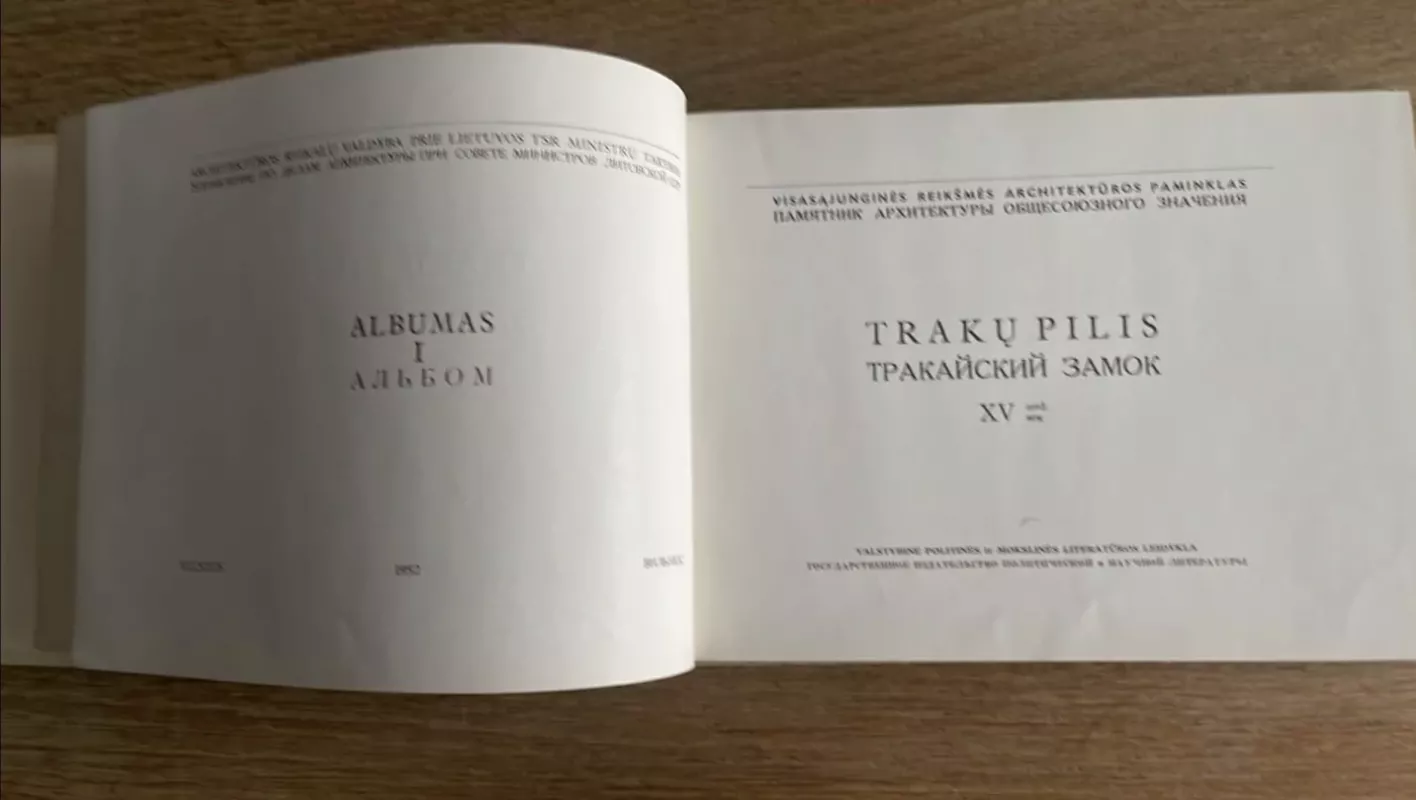 ARCHITEKTŪROS REIKALŲ VALDYBA PRIE LIETUVOS TSR MINISTRŲ TARYBOS
УПРАВЛЕНИЕ ПО ДЕЛАМ АРХИТЕКТУРЫ ПРИ СОВЕТЕ МИНИСТРОВ ЛИТОВСКОЙ ССР
ALBUMAS
I
АЛЬБОМ
VILNIUS 1952 ВИЛЬНЮС
VISASĄJUNGINĖS REIKŠMĖS ARCHITEKTŪROS PAMINKLAS
ПАМЯТНИК АРХИТЕКТУРЫ ОБЩЕСОЮЗНОГО ЗНАЧЕНИЯ
TRAKŲ PILIS
ТРАКАЙСКИЙ ЗАМОК
XV
VALSTYBINĖ POLITINĖS ir MOKSLINĖS LITERATŪROS LEIDYKLA
ГОСУДАРСТВЕННОЕ ИЗДАТЕЛЬСТВО ПОЛИТИЧЕСКОЙ и НАУЧНОЙ ЛИТЕРАТУРЫ